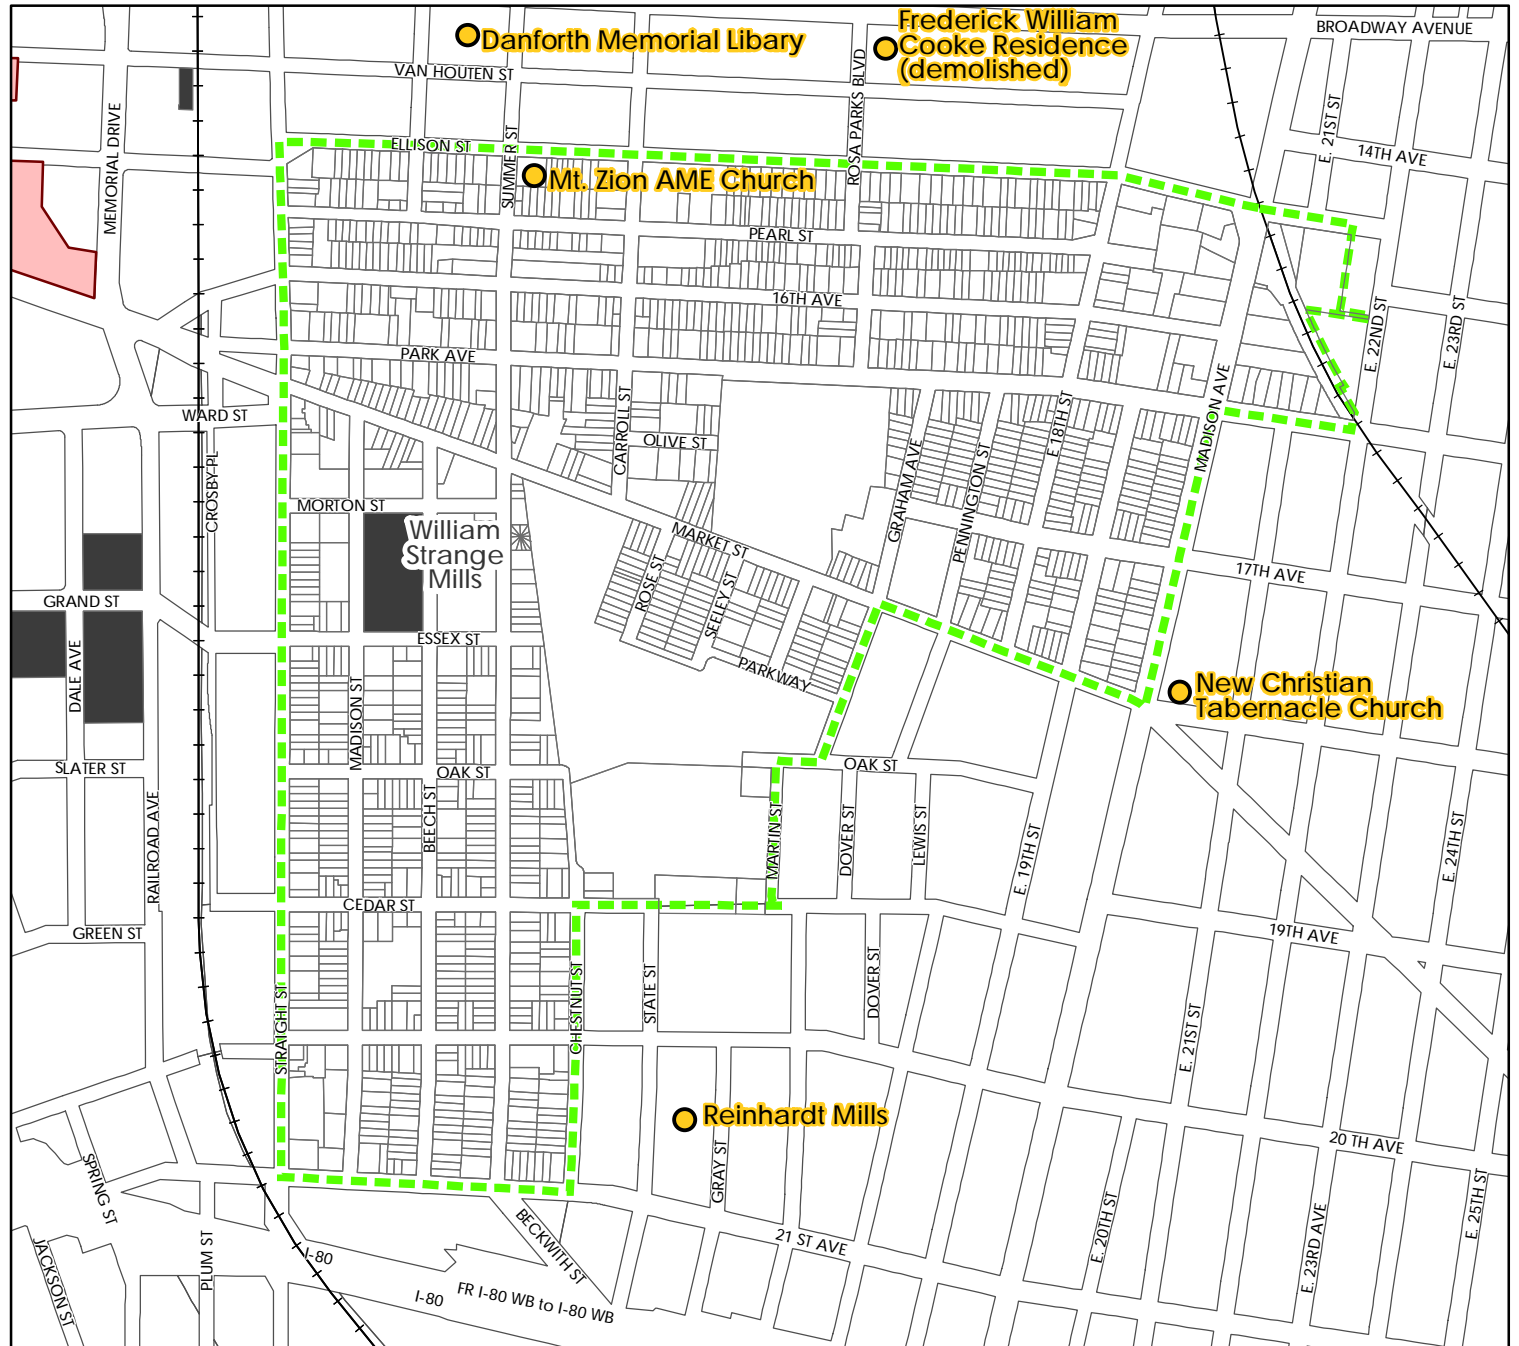 BROADWAY AVENUE
Danforth Memorial Libary
Frederick William
Cooke Residence
(demolished)
VAN HOUTEN ST
ROSA PARKS BLVD
MEMORIAL DRIVE
E. 21ST ST
14TH AVE
ELLISON ST
SUMMER ST
Mt. Zion AME Church
PEARL ST
16TH AVE
E. 22ND ST
E. 23RD ST
PARK AVE
WARD ST
CARROLL ST
OLIVE ST
GRAHAM AVE
E 18TH ST
MADISON AVE
CROSBY PL
MORTON ST
William
Strange
Mills
MARKET ST
PENNINGTON ST
ROSE ST
SEELEY ST
17TH AVE
GRAND ST
ESSEX ST
DALE AVE
MADISON ST
PARKWAY
New Christian
Tabernacle Church
SLATER ST
OAK ST
OAK ST
RAILROAD AVE
BEECH ST
MARTIN ST
DOVER ST
LEWIS ST
E. 19TH ST
E. 24TH ST
CEDAR ST
GREEN ST
19TH AVE
STRAIGHT ST
CHESTNUT ST
STATE ST
DOVER ST
E. 21ST ST
Reinhardt Mills
20 TH AVE
SPRING ST
GRAY ST
BECKWITH ST
21 ST AVE
E. 20TH ST
E. 23RD AVE
E. 25TH ST
JACKSON ST
PLUM ST
I-80
I-80
FR I-80 WB to I-80 WB